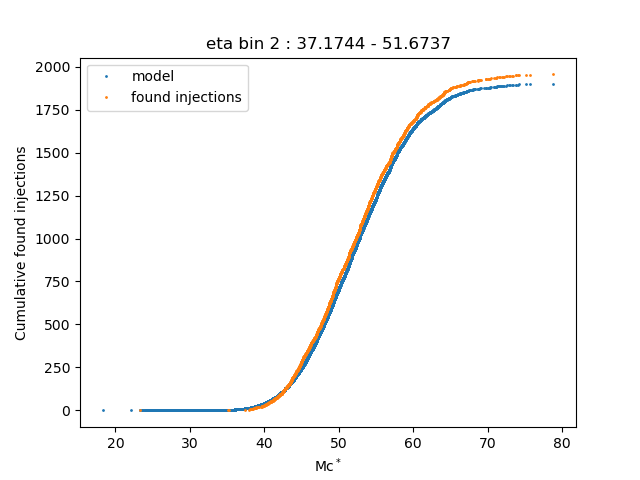 eta bin 2 : 37.1744 - 51.6737
model
found injections
Cumulative found injections
2000
1750
1500
1250
1000
750
500
250
0
20 30 40 50 60 70 80
Mc*